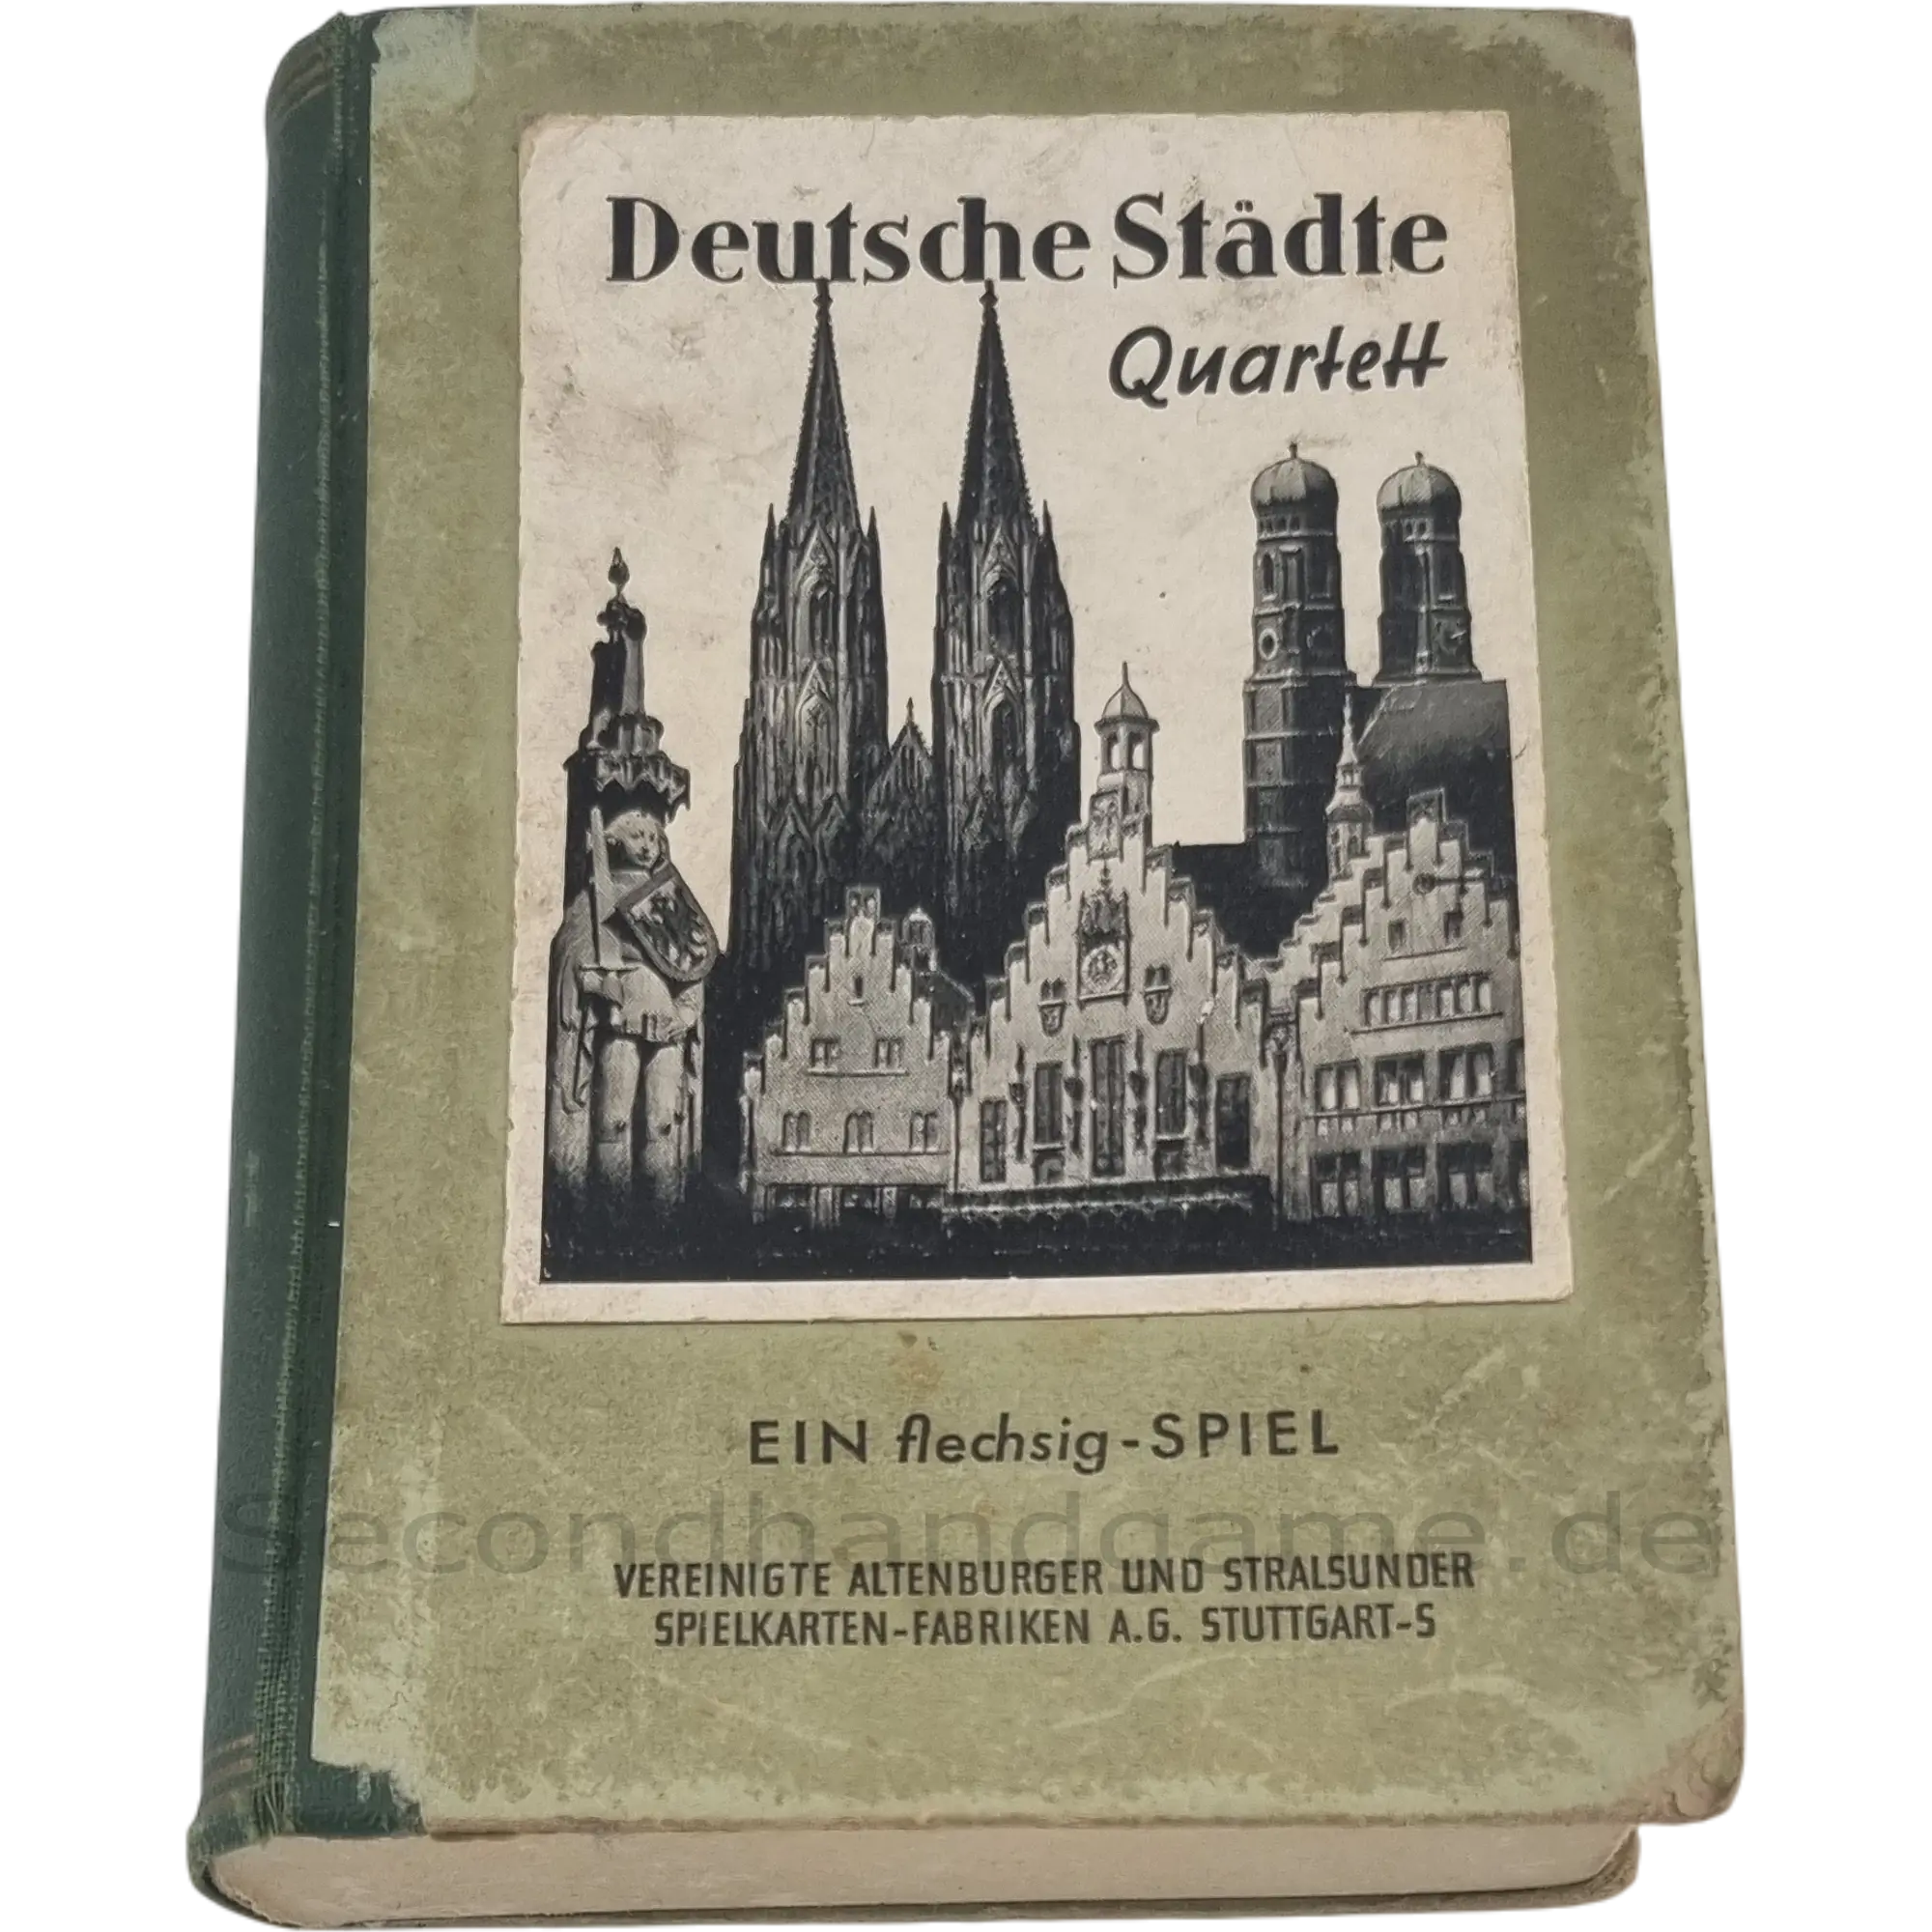 Deutsche Städte
Quartett
EIN flechsig-SPIEL
Secondhandgame.de
VEREINIGTE ALTENBURGER UND STRALSUNDER
SPIELKARTEN-FABRIKEN A.G. STUTTGART-S